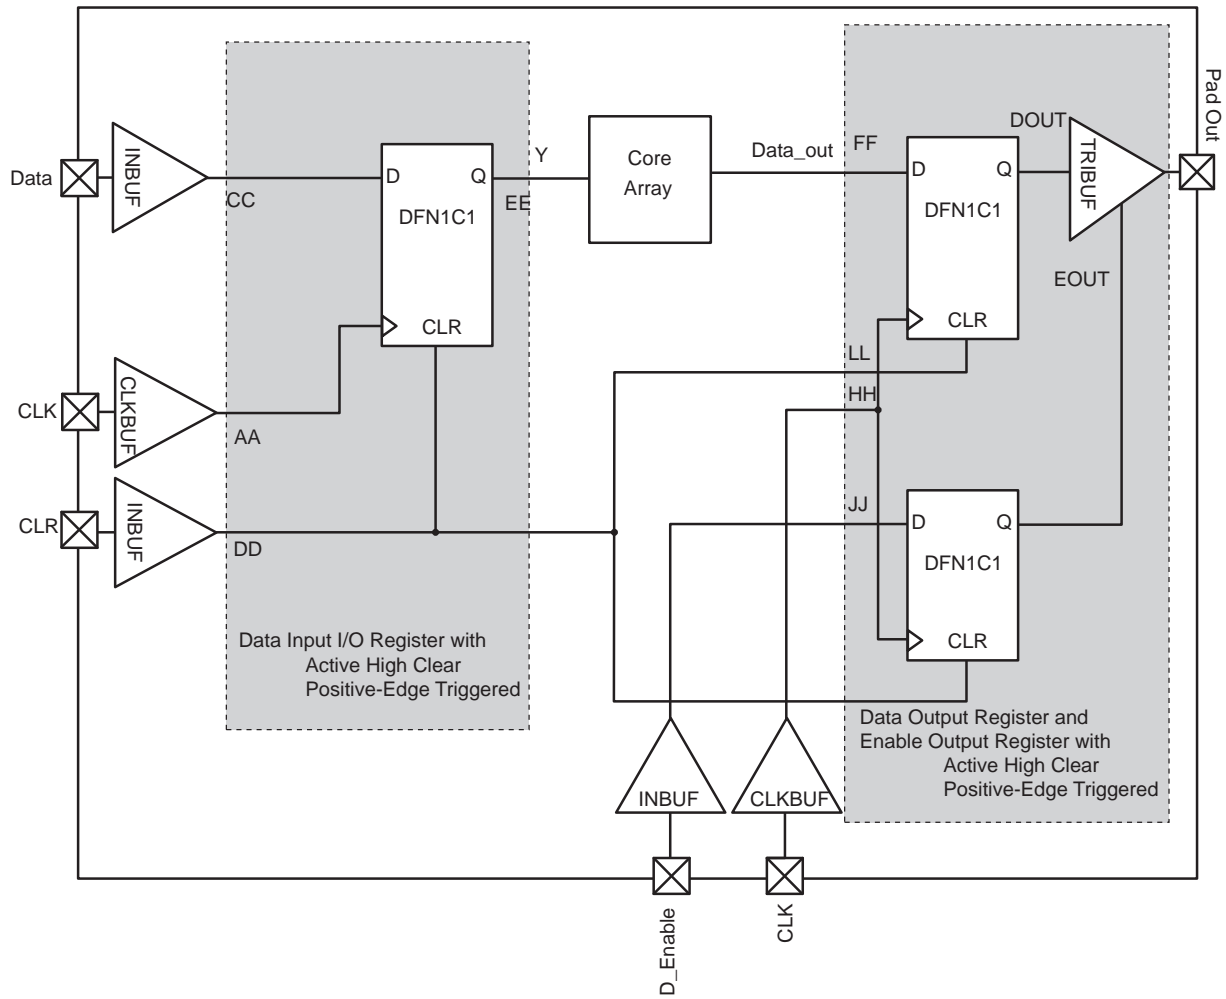 Data
INBUF
CC
D
Q
DFN1C1
CLR
Y
EE
Core
Array
Data_out
FF
D
Q
DFN1C1
CLR
DOUT
TRIBUF
Pad Out
EOUT
CLK
CLKBUF
AA
LL
HH
CLR
INBUF
DD
JJ
D
Q
DFN1C1
CLR
Data Input I/O Register with
Active High Clear
Positive-Edge Triggered
Data Output Register and
Enable Output Register with
Active High Clear
Positive-Edge Triggered
INBUF
CLKBUF
D_Enable
CLK